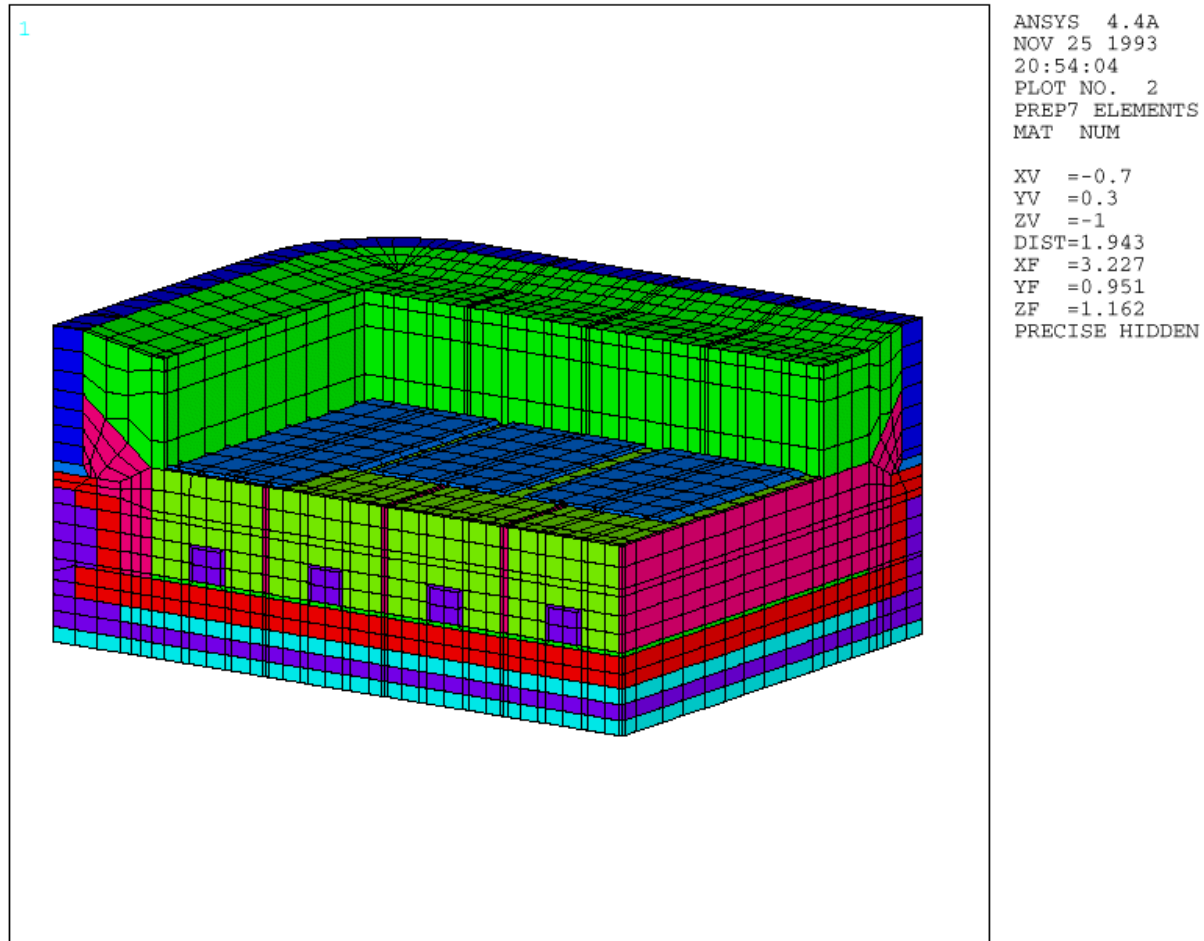 1
ANSYS 4.4A
NOV 25 1993
20:54:04
PLOT NO. 2
PREP7 ELEMENTS
MAT NUM
XV =-0.7
YV =0.3
ZV =-1
DIST=1.943
XF =3.227
YF =0.951
ZF =1.162
PRECISE HIDDEN